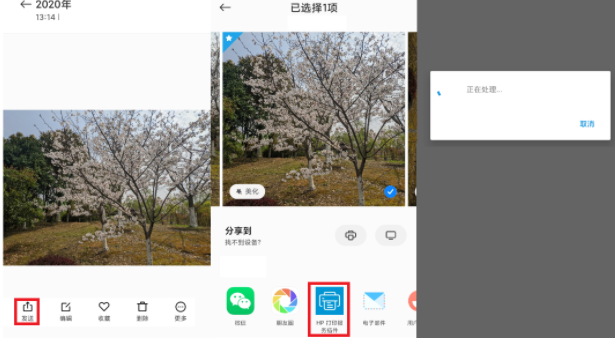 ← 2020年
13:14 |
发送
编辑
收藏
删除
更多
← 已选择1项
美化
分享到
找不到设备?
微信
朋友圈
HP 打印服
务插件
电子邮件
正在处理...
取消